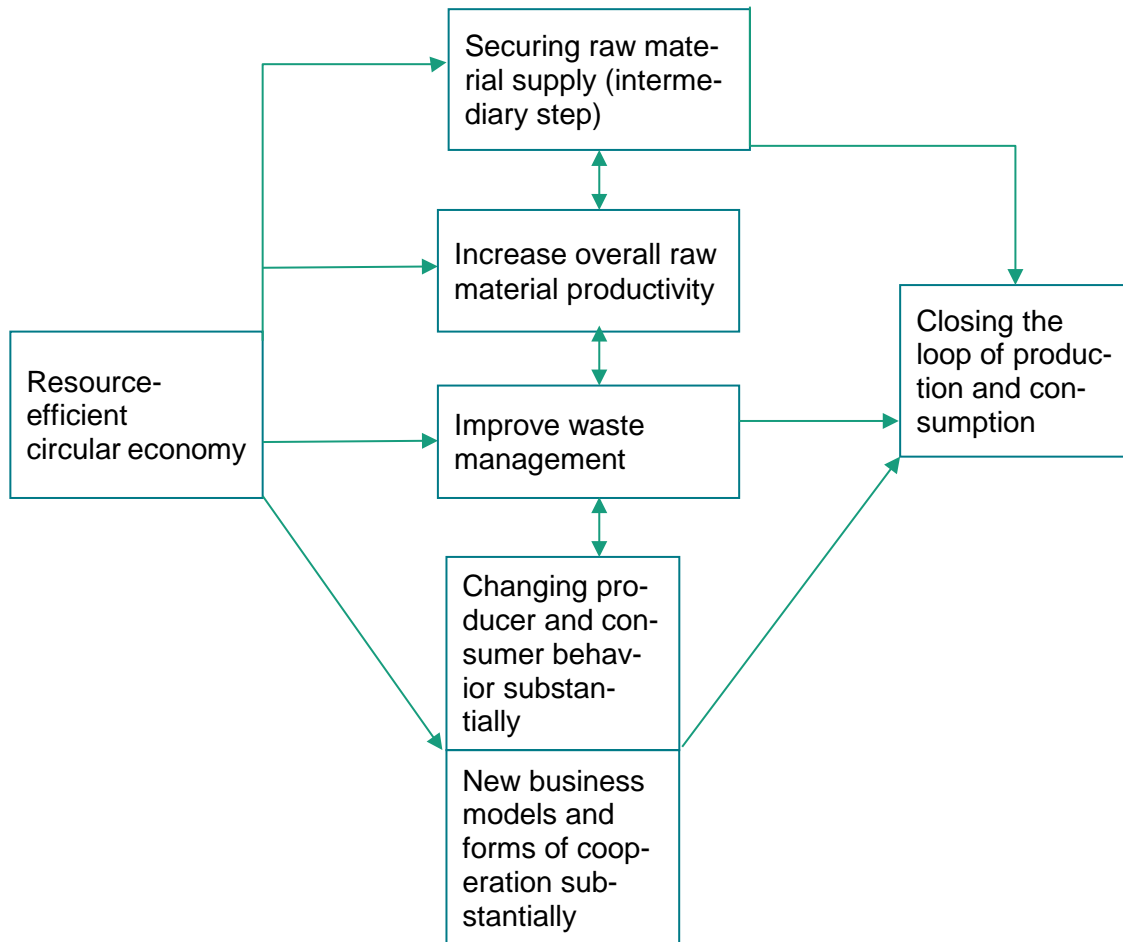 Securing raw mate-
rial supply (interme-
diary step)
Increase overall raw
material productivity
Resource-
efficient
circular economy
Improve waste
management
Closing the
loop of produc-
tion and con-
sumption
Changing pro-
ducer and con-
sumer behav-
ior substan-
tially
New business
models and
forms of coop-
eration sub-
stantially